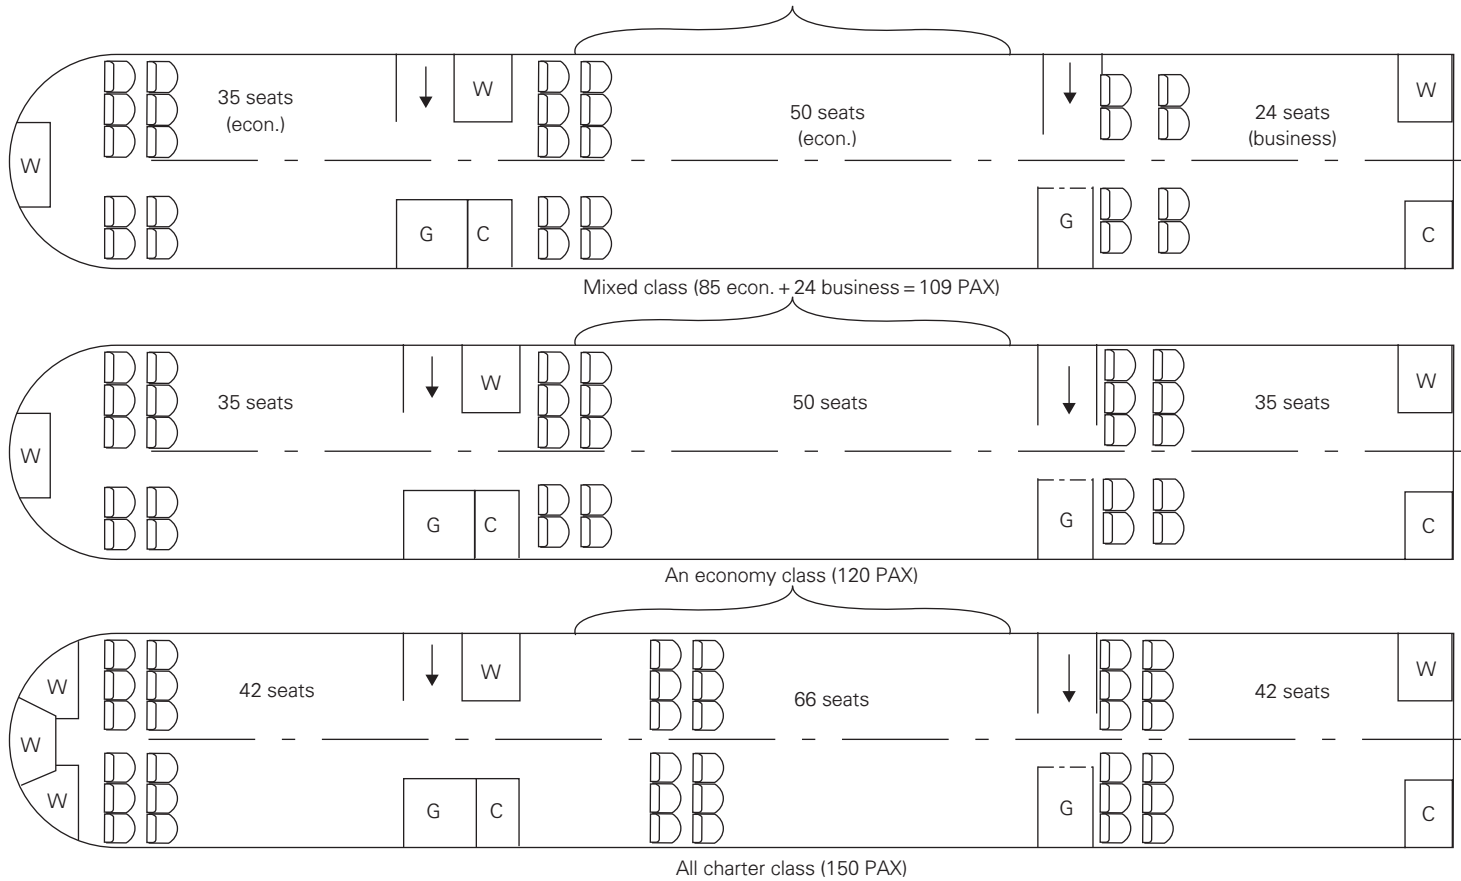 35 seats
(econ.)
W
50 seats
(econ.)
24 seats
(business)
W
W
G
C
G
C
Mixed class (85 econ. + 24 business = 109 PAX)
35 seats
W
50 seats
35 seats
W
W
G
C
G
C
An economy class (120 PAX)
W
42 seats
W
66 seats
42 seats
W
W
W
G
C
G
C
All charter class (150 PAX)